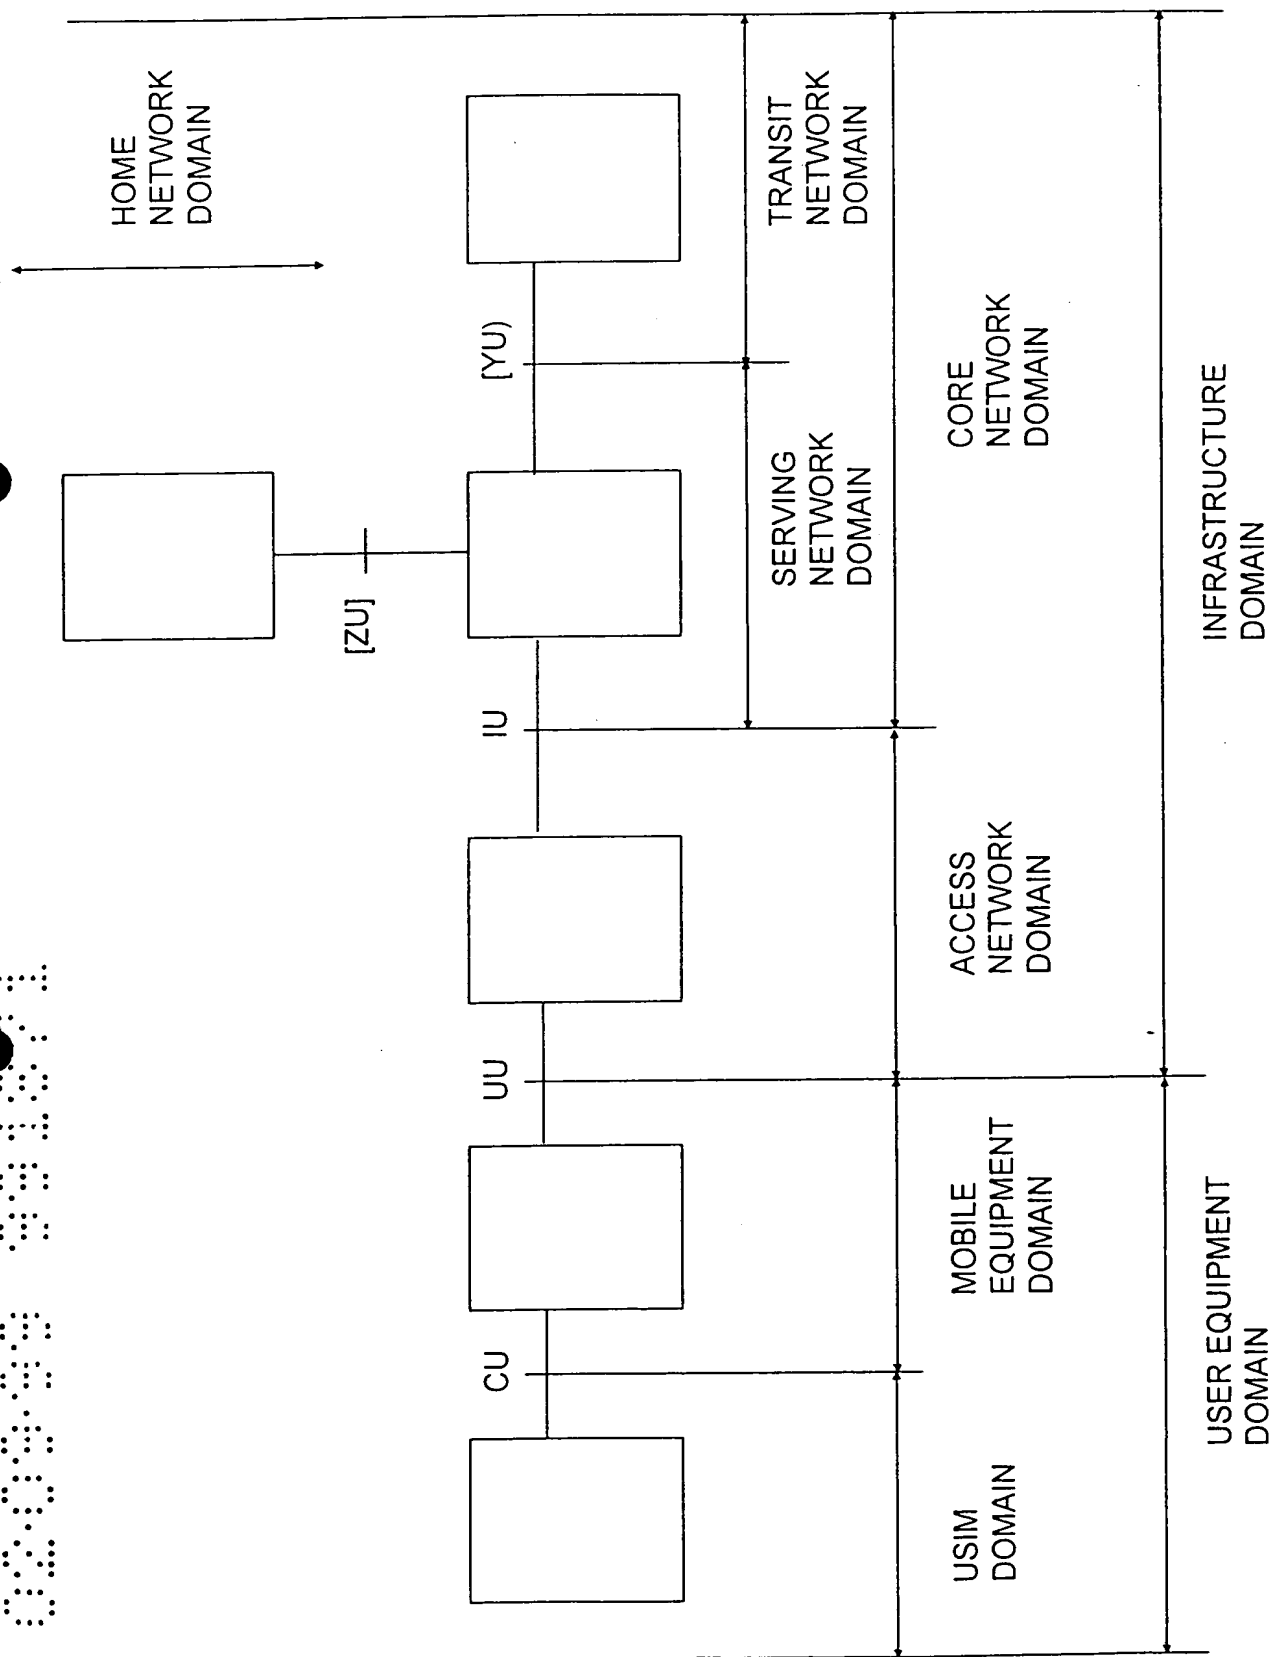 HOME
NETWORK
DOMAIN
[ZU]
CU
UU
IU
[YU)
SERVING
NETWORK
DOMAIN
TRANSIT
NETWORK
DOMAIN
USIM
DOMAIN
MOBILE
EQUIPMENT
DOMAIN
ACCESS
NETWORK
DOMAIN
CORE
NETWORK
DOMAIN
USER EQUIPMENT
DOMAIN
INFRASTRUCTURE
DOMAIN